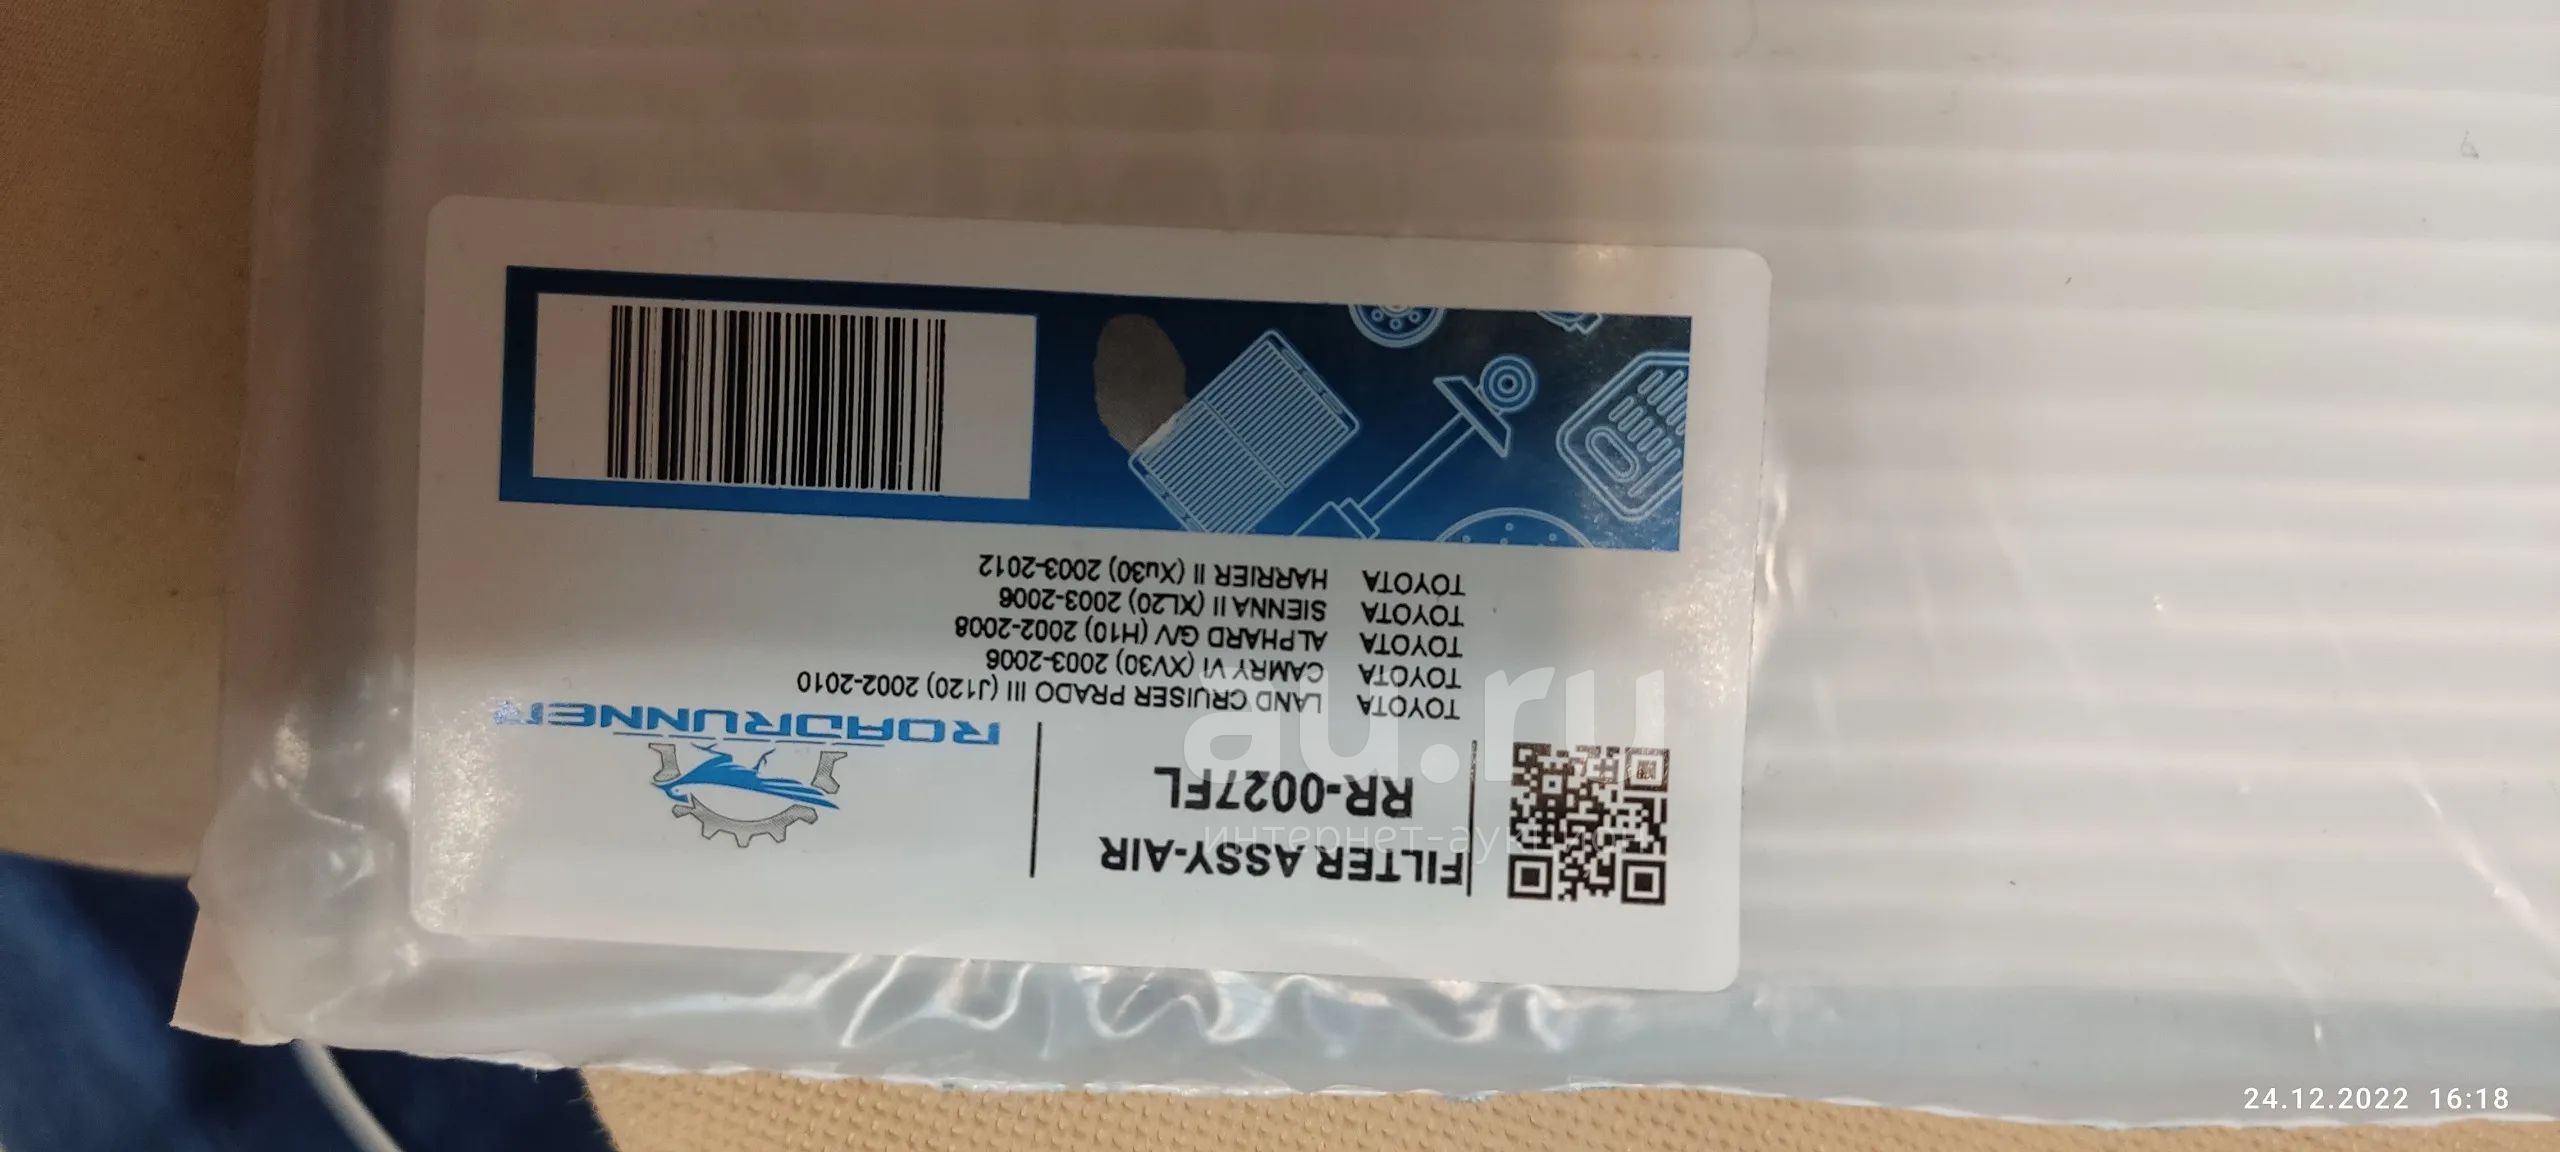 FILTER ASSY-AIR
RR-0027FL
ROADRUNNER
TOYOTA LAND CRUISER PRADO III (J120) 2002-2010
TOYOTA CAMRY VI (XV30) 2003-2006
TOYOTA ALPHARD G/V (H10) 2002-2008
TOYOTA SIENNA II (XL20) 2003-2006
TOYOTA HARRIER II (Xu30) 2003-2012
au.ru
интернет-аукцион
24.12.2022 16:18